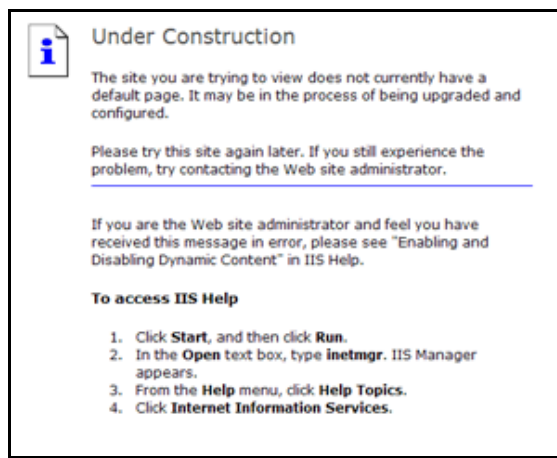 Under Construction
The site you are trying to view does not currently have a
default page. It may be in the process of being upgraded and
configured.
Please try this site again later. If you still experience the
problem, try contacting the Web site administrator.
If you are the Web site administrator and feel you have
received this message in error, please see "Enabling and
Disabling Dynamic Content" in IIS Help.
To access IIS Help
1. Click Start, and then click Run.
2. In the Open text box, type inetmgr. IIS Manager
appears.
3. From the Help menu, click Help Topics.
4. Click Internet Information Services.